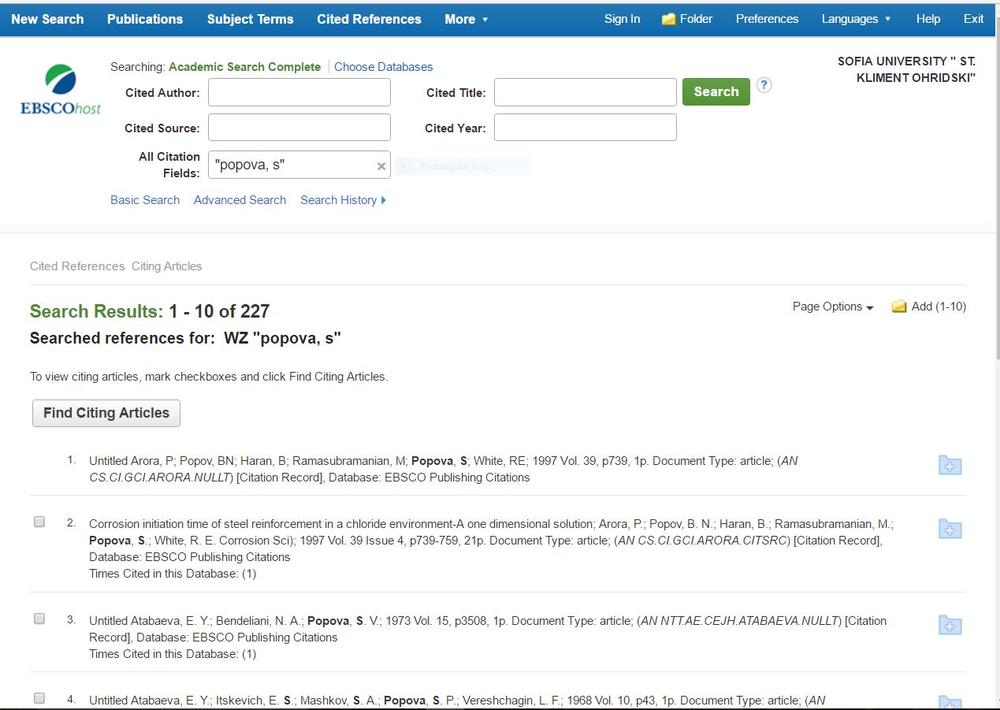 New Search Publications Subject Terms Cited References More Sign In Folder Preferences Languages Help Exit
Searching: Academic Search Complete Choose Databases
SOFIA UNIVERSITY " ST. KLIMENT OHRIDSKI"
EBSCOhost
Cited Author: Cited Title: Search ?
Cited Source: Cited Year:
All Citation
Fields: "popova, s" × Rectangular Snip
Basic Search Advanced Search Search History
Cited References Citing Articles
Search Results: 1 - 10 of 227 Page Options Add (1-10)
Searched references for: WZ "popova, s"
To view citing articles, mark checkboxes and click Find Citing Articles.
Find Citing Articles
1. Untitled Arora, P; Popov, BN; Haran, B; Ramasubramanian, M; Popova, S; White, RE; 1997 Vol. 39, p739, 1p. Document Type: article; (AN
CS.CI.GCI.ARORA.NULLT) [Citation Record], Database: EBSCO Publishing Citations
2. Corrosion initiation time of steel reinforcement in a chloride environment-A one dimensional solution; Arora, P.; Popov, B. N.; Haran, B.; Ramasubramanian, M.;
Popova, S.; White, R. E. Corrosion Sci); 1997 Vol. 39 Issue 4, p739-759, 21p. Document Type: article; (AN CS.CI.GCI.ARORA.CITSRC) [Citation Record],
Database: EBSCO Publishing Citations
Times Cited in this Database: (1)
3. Untitled Atabaeva, E. Y.; Bendeliani, N. A.; Popova, S. V.; 1973 Vol. 15, p3508, 1p. Document Type: article; (AN NTT.AE.CEJH.ATABAEVA.NULLT) [Citation
Record], Database: EBSCO Publishing Citations
Times Cited in this Database: (1)
4. Untitled Atabaeva, E. Y.; Itskevich, E. S.; Mashkov, S. A.; Popova, S. P.; Vereshchagin, L. F.; 1968 Vol. 10, p43, 1p. Document Type: article; (AN